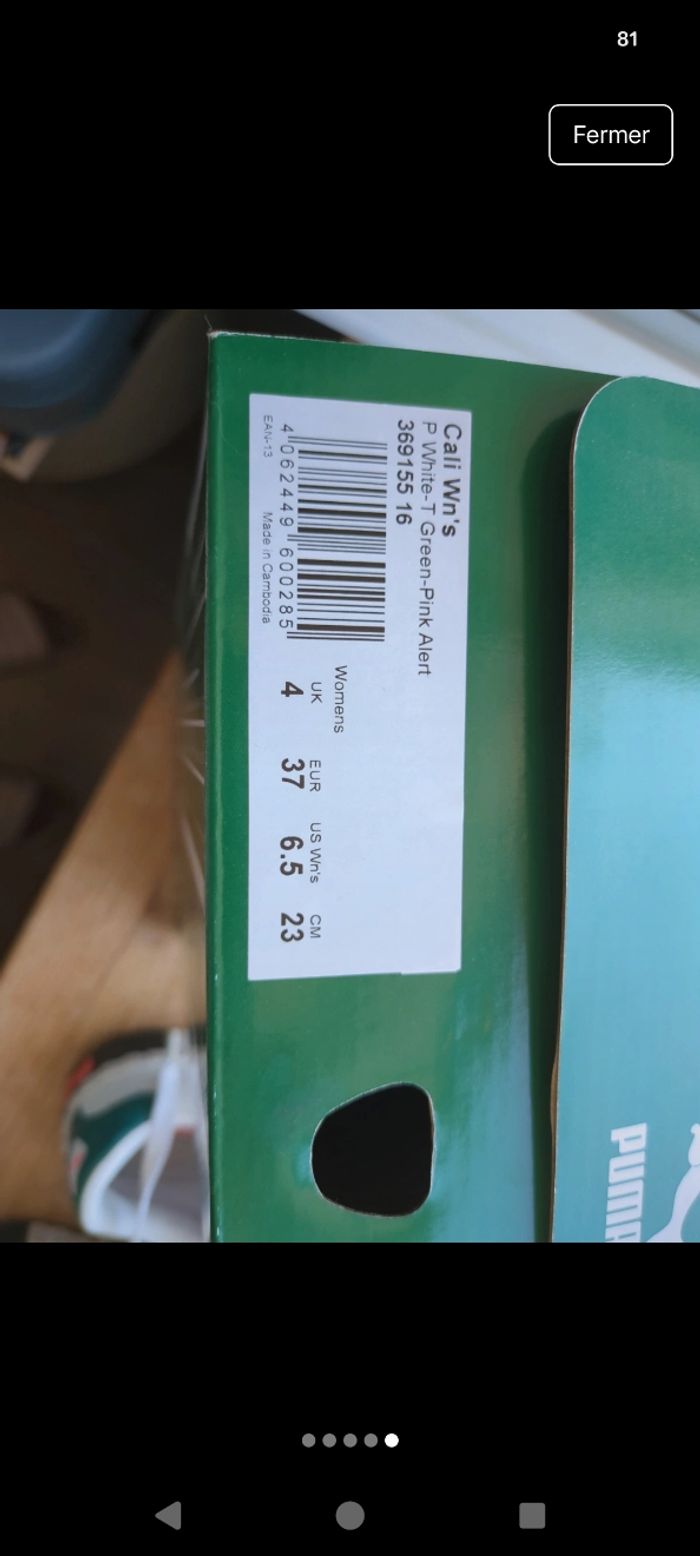 81
Fermer
Cali Wn's
P White-T Green-Pink Alert
369155 16
4 062449 600285
EAN-13
Made in Cambodia
Womens
UK EUR US Wn's CM
4 37 6.5 23
PUMA